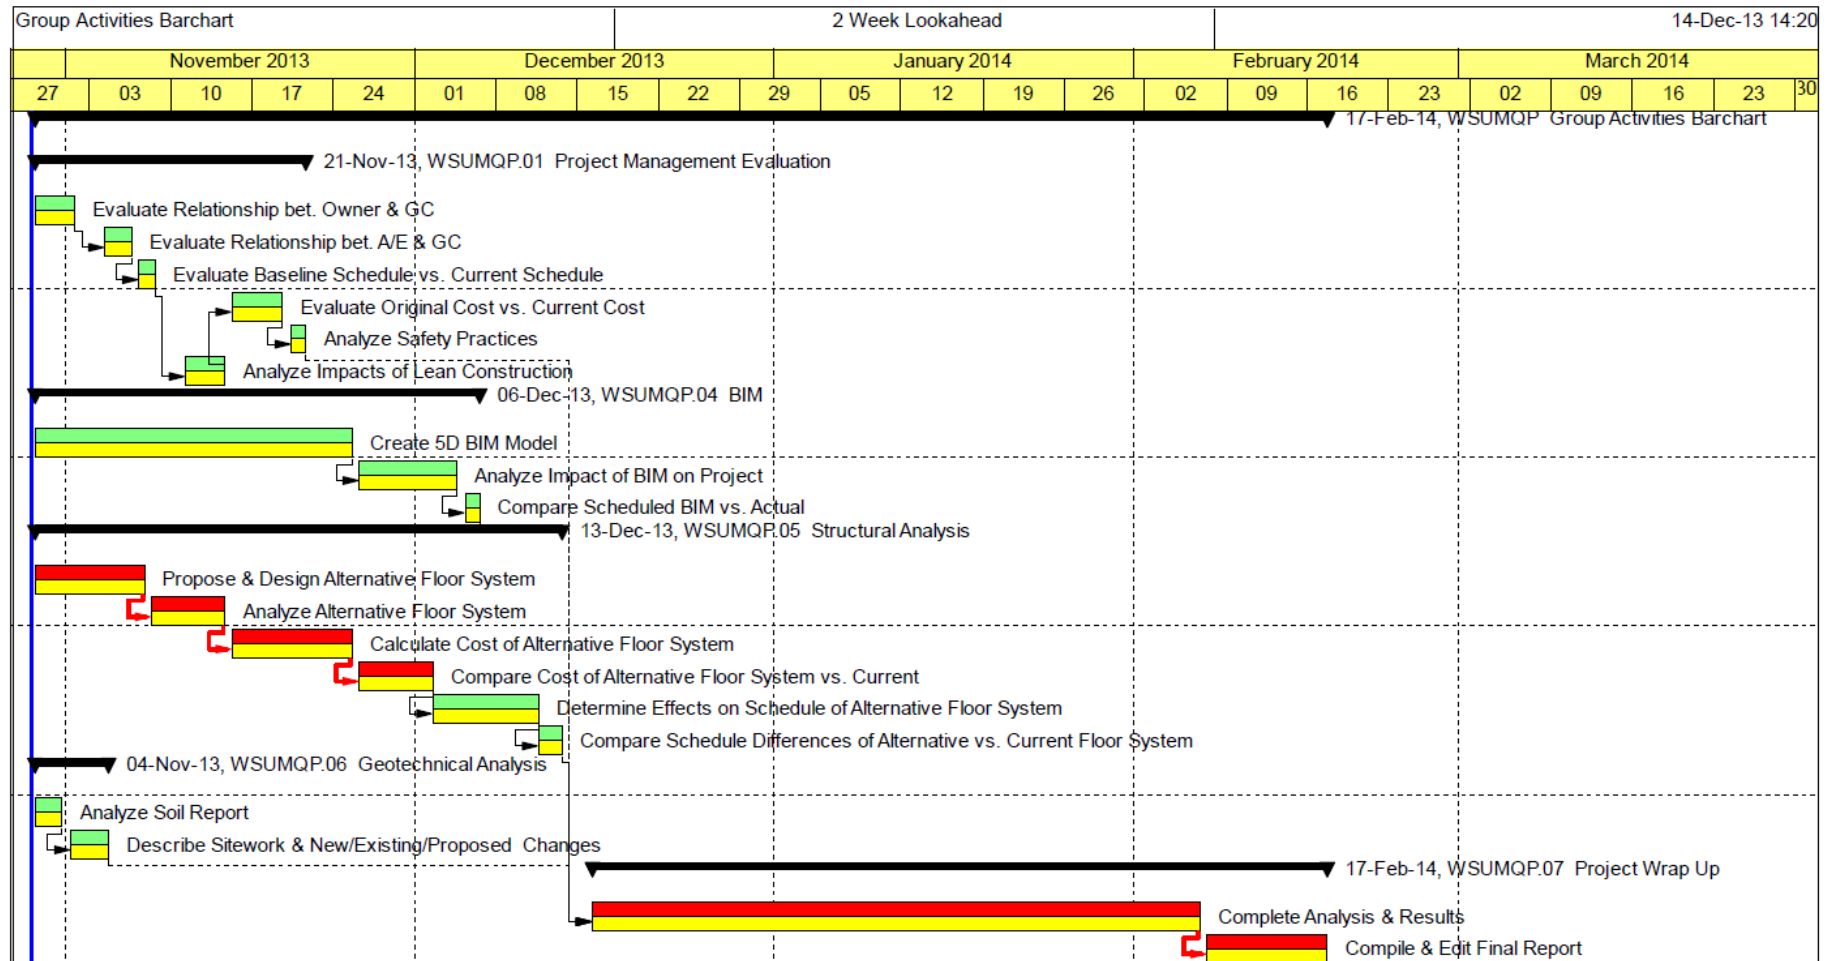 Group Activities Barchart 2 Week Lookahead 14-Dec-13 14:20
November 2013 December 2013 January 2014 February 2014 March 2014
27 03 10 17 24 01 08 15 22 29 05 12 19 26 02 09 16 23 02 09 16 23 30
17-Feb-14, WSUMQP Group Activities Barchart
21-Nov-13, WSUMQP.01 Project Management Evaluation
Evaluate Relationship bet. Owner & GC
Evaluate Relationship bet. A/E & GC
Evaluate Baseline Schedule vs. Current Schedule
Evaluate Original Cost vs. Current Cost
Analyze Safety Practices
Analyze Impacts of Lean Construction
06-Dec-13, WSUMQP.04 BIM
Create 5D BIM Model
Analyze Impact of BIM on Project
Compare Scheduled BIM vs. Actual
13-Dec-13, WSUMQP.05 Structural Analysis
Propose & Design Alternative Floor System
Analyze Alternative Floor System
Calculate Cost of Alternative Floor System
Compare Cost of Alternative Floor System vs. Current
Determine Effects on Schedule of Alternative Floor System
Compare Schedule Differences of Alternative vs. Current Floor System
04-Nov-13, WSUMQP.06 Geotechnical Analysis
Analyze Soil Report
Describe Sitework & New/Existing/Proposed Changes
17-Feb-14, WSUMQP.07 Project Wrap Up
Complete Analysis & Results
Compile & Edit Final Report